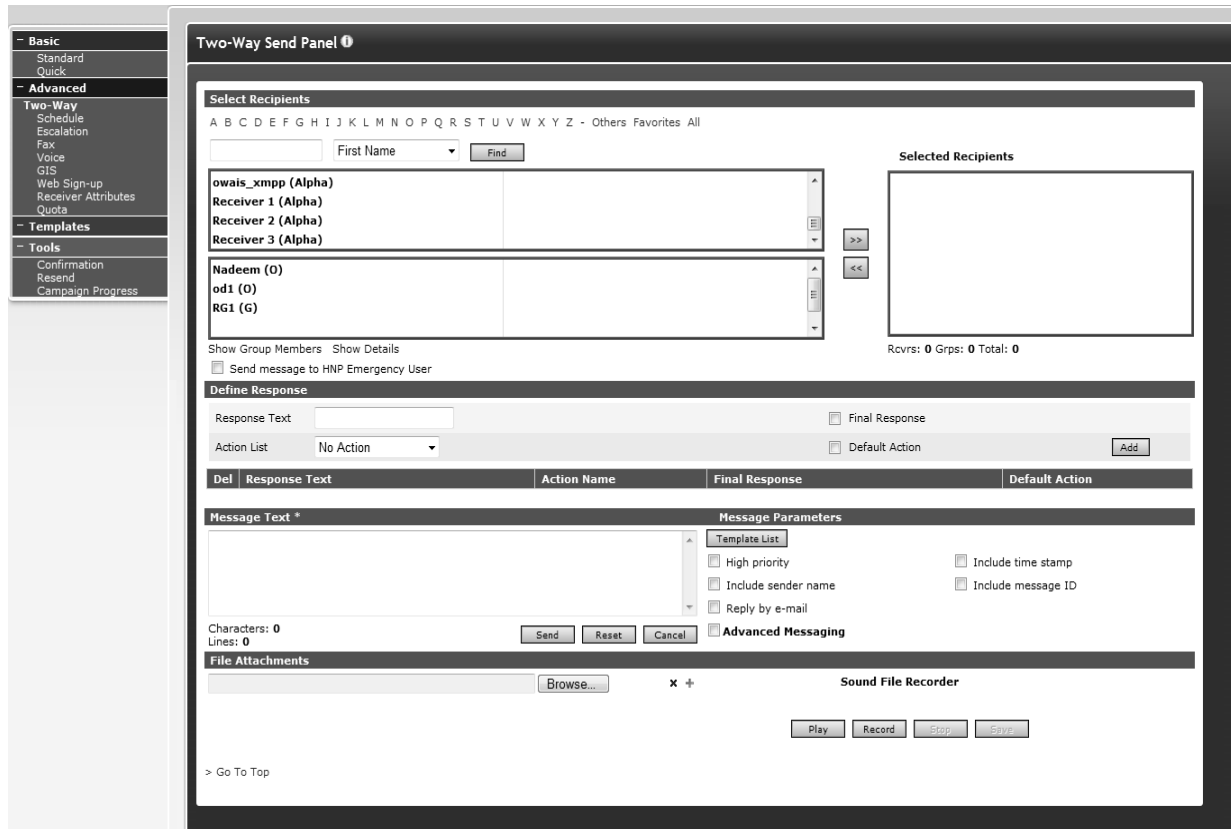 − Basic
Standard
Quick
− Advanced
Two-Way
Schedule
Escalation
Fax
Voice
GIS
Web Sign-up
Receiver Attributes
Quota
− Templates
− Tools
Confirmation
Resend
Campaign Progress
Two-Way Send Panel
Select Recipients
A B C D E F G H I J K L M N O P Q R S T U V W X Y Z - Others Favorites All
First Name Find
Selected Recipients
owais_xmpp (Alpha)
Receiver 1 (Alpha)
Receiver 2 (Alpha)
Receiver 3 (Alpha)
>>
<<
Nadeem (O)
od1 (O)
RG1 (G)
Show Group Members Show Details
Rcvrs: 0 Grps: 0 Total: 0
Send message to HNP Emergency User
Define Response
Response Text Final Response
Action List No Action Default Action Add
Del Response Text Action Name Final Response Default Action
Message Text * Message Parameters
Template List
High priority Include time stamp
Include sender name Include message ID
Reply by e-mail
Characters: 0
Lines: 0
Send Reset Cancel Advanced Messaging
File Attachments
Browse... x + Sound File Recorder
Play Record Stop Save
> Go To Top